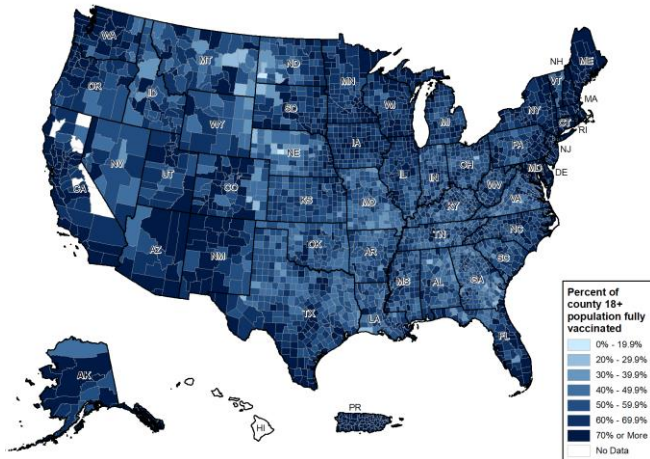 WA
MT
ND
MN
ME
NH
VT
OR
ID
SD
WI
NY
MA
WY
MI
CT
RI
IA
PA
NJ
NV
NE
OH
DE
UT
IL
IN
MD
CA
CO
WV
KS
MO
KY
VA
AZ
NM
OK
TN
NC
AR
SC
MS
AL
GA
TX
LA
FL
AK
HI
PR
Percent of
county 18+
population fully
vaccinated
0% - 19.9%
20% - 29.9%
30% - 39.9%
40% - 49.9%
50% - 59.9%
60% - 69.9%
70% or More
No Data